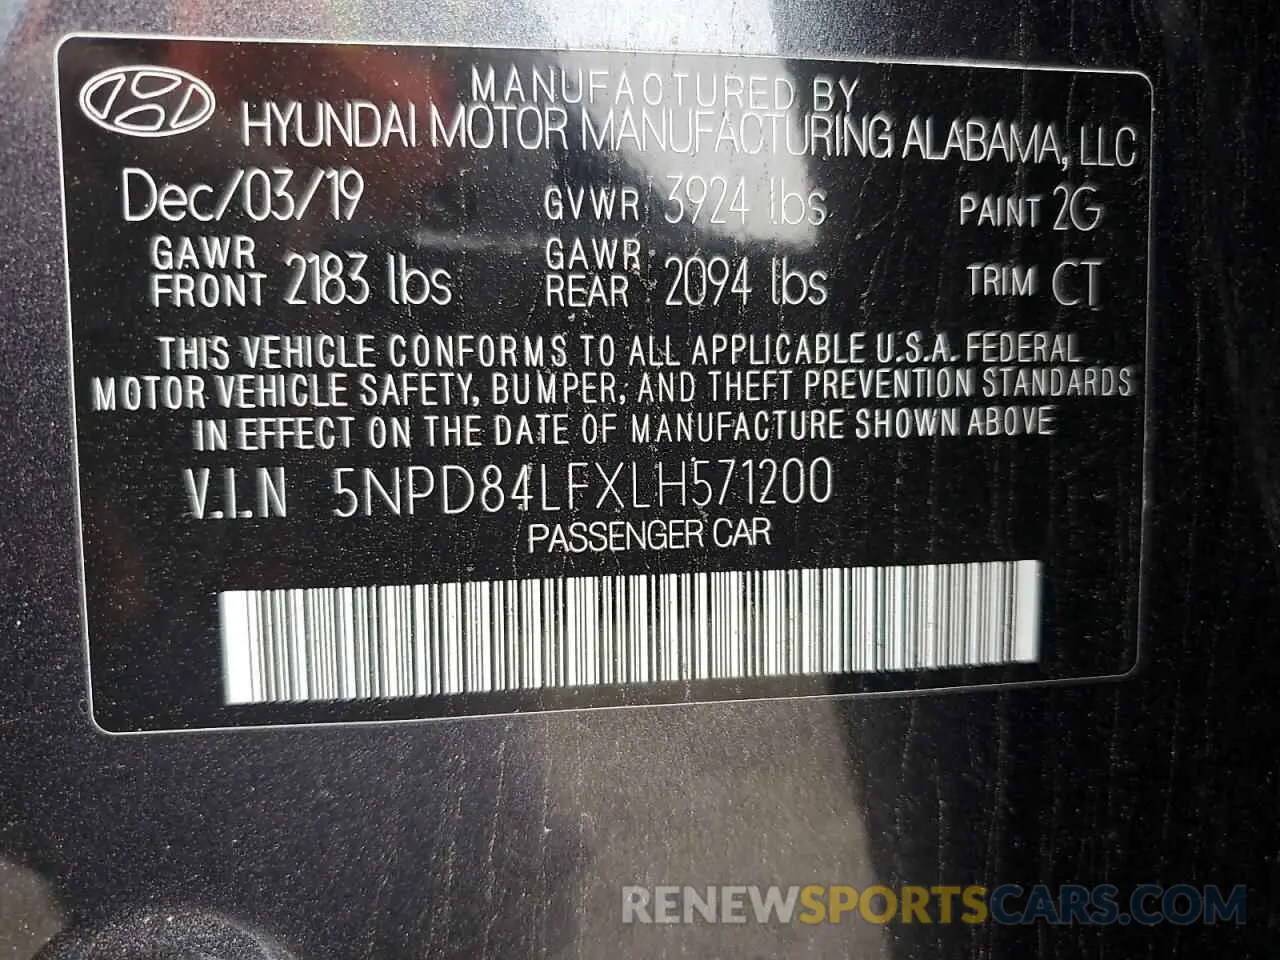 MANUFACTURED BY
HYUNDAI MOTOR MANUFACTURING ALABAMA, LLC
Dec/03/19 GVWR 3924 lbs PAINT 2G
GAWR FRONT 2183 lbs GAWR REAR 2094 lbs TRIM CT
THIS VEHICLE CONFORMS TO ALL APPLICABLE U.S.A. FEDERAL
MOTOR VEHICLE SAFETY, BUMPER, AND THEFT PREVENTION STANDARDS
IN EFFECT ON THE DATE OF MANUFACTURE SHOWN ABOVE
V.I.N 5NPD84LFXLH571200
PASSENGER CAR
RENEWSPORTSCARS.COM